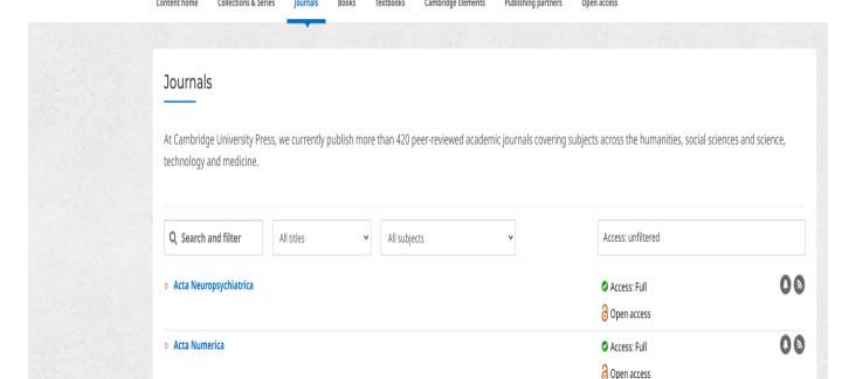 Content home Collections & Series Journals Books Textbooks Cambridge Elements Publishing partners Open access
Journals
At Cambridge University Press, we currently publish more than 420 peer-reviewed academic journals covering subjects across the humanities, social sciences and science,
technology and medicine.
Search and filter All titles All subjects Access: unfiltered
Acta Neuropsychiatrica Access: Full
Open access
Acta Numerica Access: Full
Open access